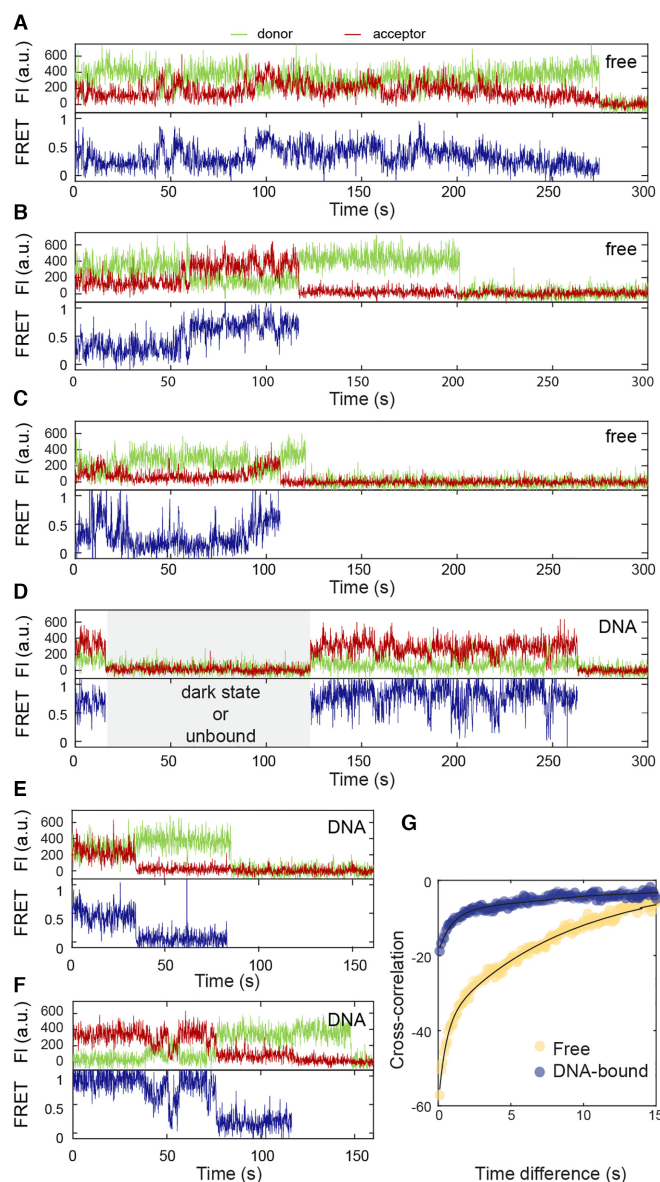 A
donor acceptor
FI (a.u.)
600
400
200
0
free
FRET
1
0.5
0
0 50 100 150 200 250 300
Time (s)
B
FI (a.u.)
600
400
200
0
free
FRET
1
0.5
0
0 50 100 150 200 250 300
Time (s)
C
FI (a.u.)
600
400
200
0
free
FRET
1
0.5
0
0 50 100 150 200 250 300
Time (s)
D
FI (a.u.)
600
400
200
0
DNA
FRET
1
0.5
0
dark state
or
unbound
0 50 100 150 200 250 300
Time (s)
E
FI (a.u.)
600
400
200
0
DNA
FRET
1
0.5
0
0 50 100 150
Time (s)
F
FI (a.u.)
600
400
200
0
DNA
FRET
1
0.5
0
0 50 100 150
Time (s)
G
Cross-correlation
0
-20
-40
-60
Free
DNA-bound
0 5 10 15
Time difference (s)